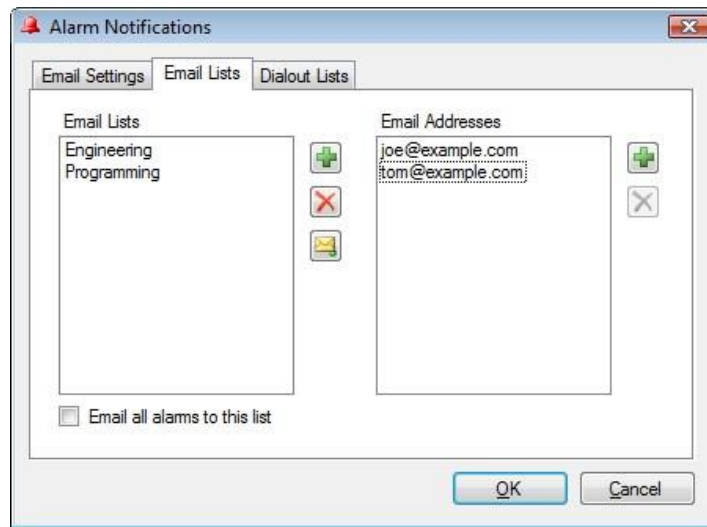 Alarm Notifications
Email Settings
Email Lists
Dialout Lists
Email Lists
Engineering
Programming
Email Addresses
joe@example.com
tom@example.com
Email all alarms to this list
OK
Cancel